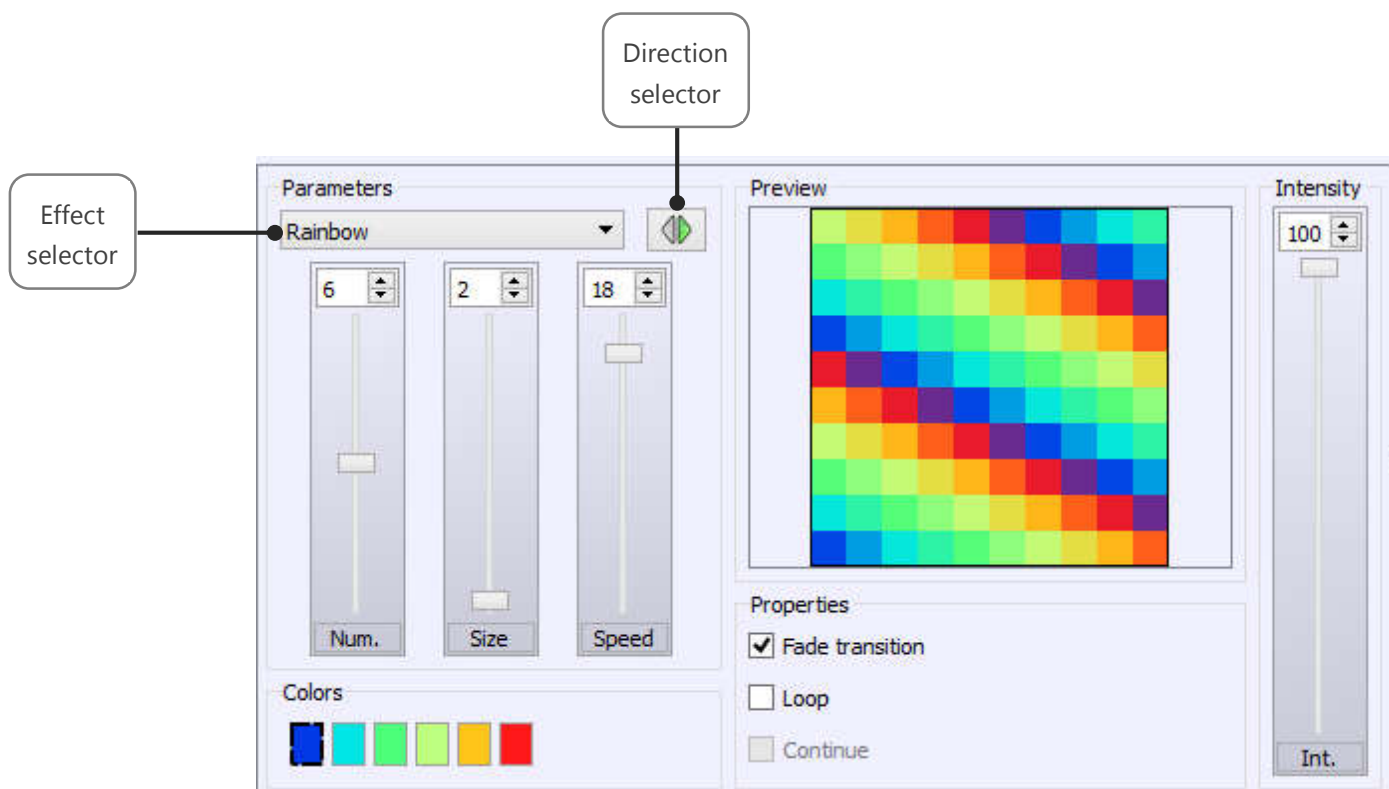 Direction
selector
Effect
selector
Parameters
Rainbow
6
2
18
Num.
Size
Speed
Colors
Preview
Properties
Fade transition
Loop
Continue
Intensity
100
Int.